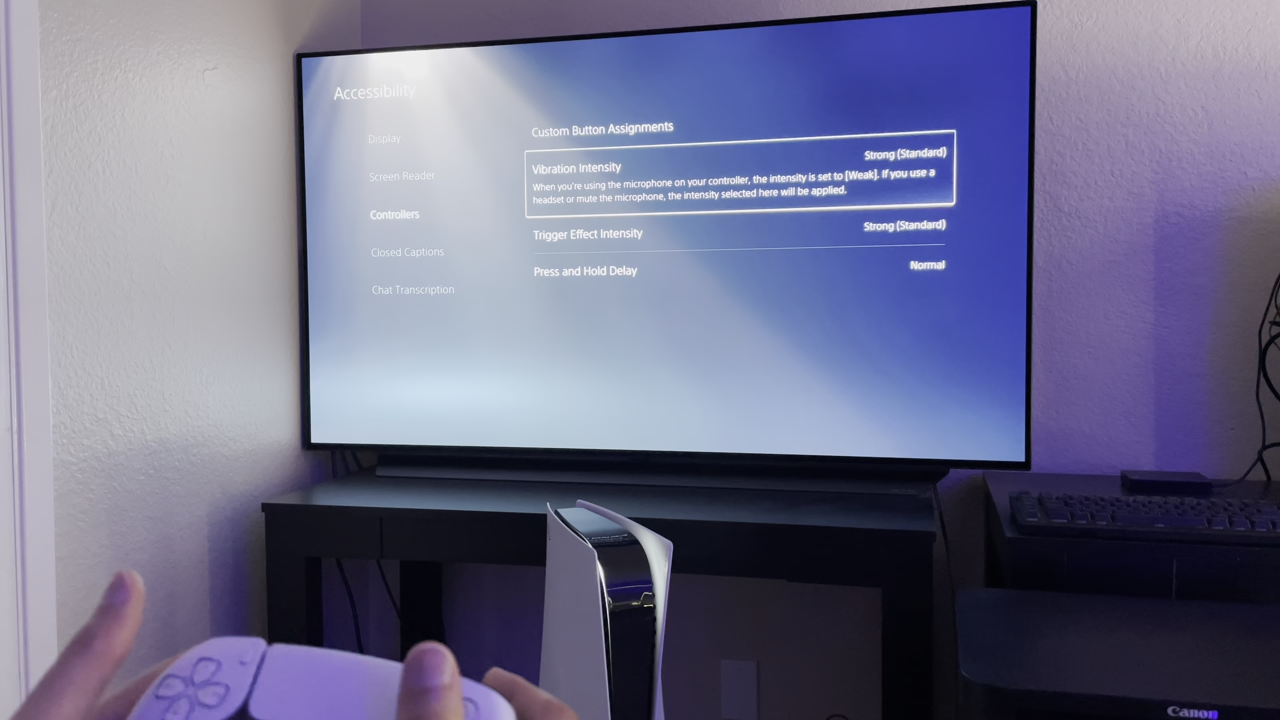 Accessibility
Display
Screen Reader
Controllers
Closed Captions
Chat Transcription
Custom Button Assignments
Vibration Intensity
Strong (Standard)
When you're using the microphone on your controller, the intensity is set to [Weak]. If you use a
headset or mute the microphone, the intensity selected here will be applied.
Trigger Effect Intensity
Strong (Standard)
Press and Hold Delay
Normal
Canon